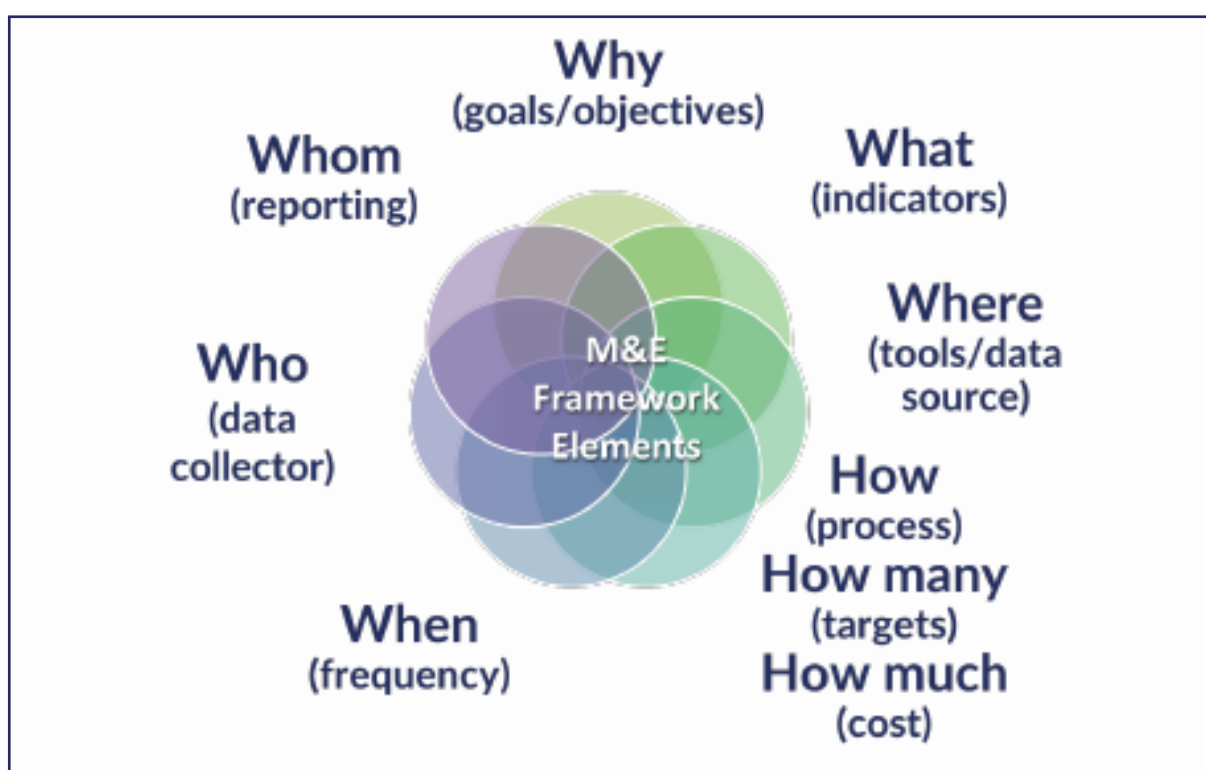 Why
(goals/objectives)
What
(indicators)
Where
(tools/data
source)
How
(process)
How many
(targets)
How much
(cost)
When
(frequency)
Who
(data
collector)
Whom
(reporting)
M&E
Framework
Elements